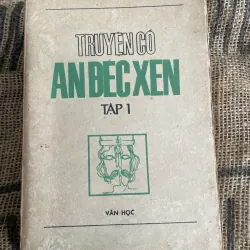 TRUYỆN CỔ
AN ĐÉC XEN
TẬP 1
VĂN HỌC